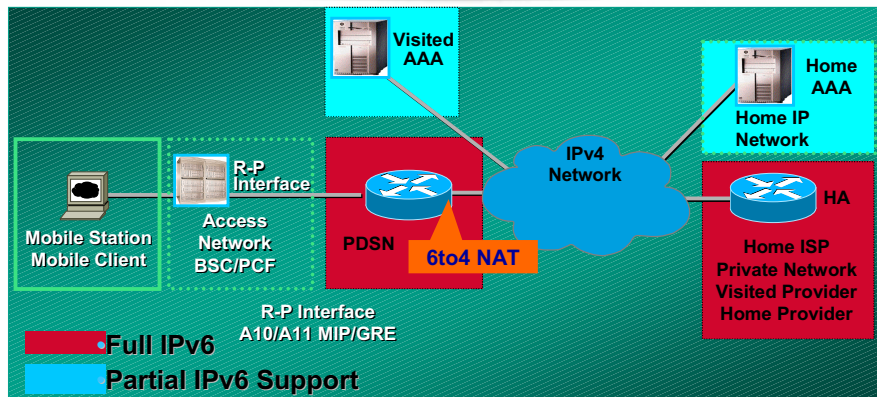 Visited
AAA
Home
AAA
Home IP
Network
R-P
Interface
IPv4
Network
HA
Mobile Station
Mobile Client
Access
Network
BSC/PCF
PDSN
6to4 NAT
Home ISP
Private Network
Visited Provider
Home Provider
R-P Interface
A10/A11 MIP/GRE
Full IPv6
Partial IPv6 Support